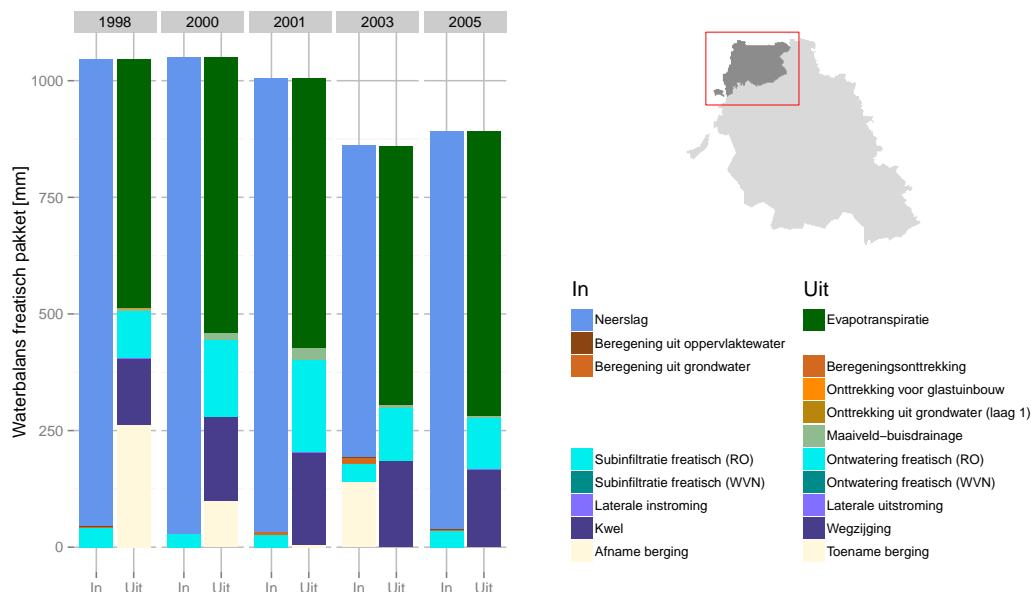 1998 2000 2001 2003 2005
Waterbalans freatisch pakket [mm]
1000
750
500
250
0
In Uit In Uit In Uit In Uit In Uit
In
Neerslag
Beregening uit oppervlaktewater
Beregening uit grondwater
Subinfiltratie freatisch (RO)
Subinfiltratie freatisch (WVN)
Laterale instroming
Kwel
Afname berging
Uit
Evapotranspiratie
Beregeningsonttrekking
Onttrekking voor glastuinbouw
Onttrekking uit grondwater (laag 1)
Maaiveld−buisdrainage
Ontwatering freatisch (RO)
Ontwatering freatisch (WVN)
Laterale uitstroming
Wegzijging
Toename berging